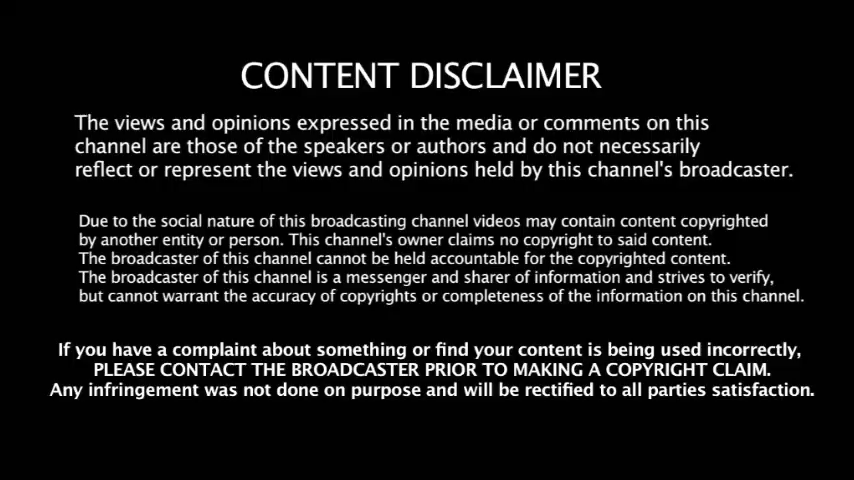 CONTENT DISCLAIMER
The views and opinions expressed in the media or comments on this
channel are those of the speakers or authors and do not necessarily
reflect or represent the views and opinions held by this channel's broadcaster.
Due to the social nature of this broadcasting channel videos may contain content copyrighted
by another entity or person. This channel's owner claims no copyright to said content.
The broadcaster of this channel cannot be held accountable for the copyrighted content.
The broadcaster of this channel is a messenger and sharer of information and strives to verify,
but cannot warrant the accuracy of copyrights or completeness of the information on this channel.
If you have a complaint about something or find your content is being used incorrectly,
PLEASE CONTACT THE BROADCASTER PRIOR TO MAKING A COPYRIGHT CLAIM.
Any infringement was not done on purpose and will be rectified to all parties satisfaction.